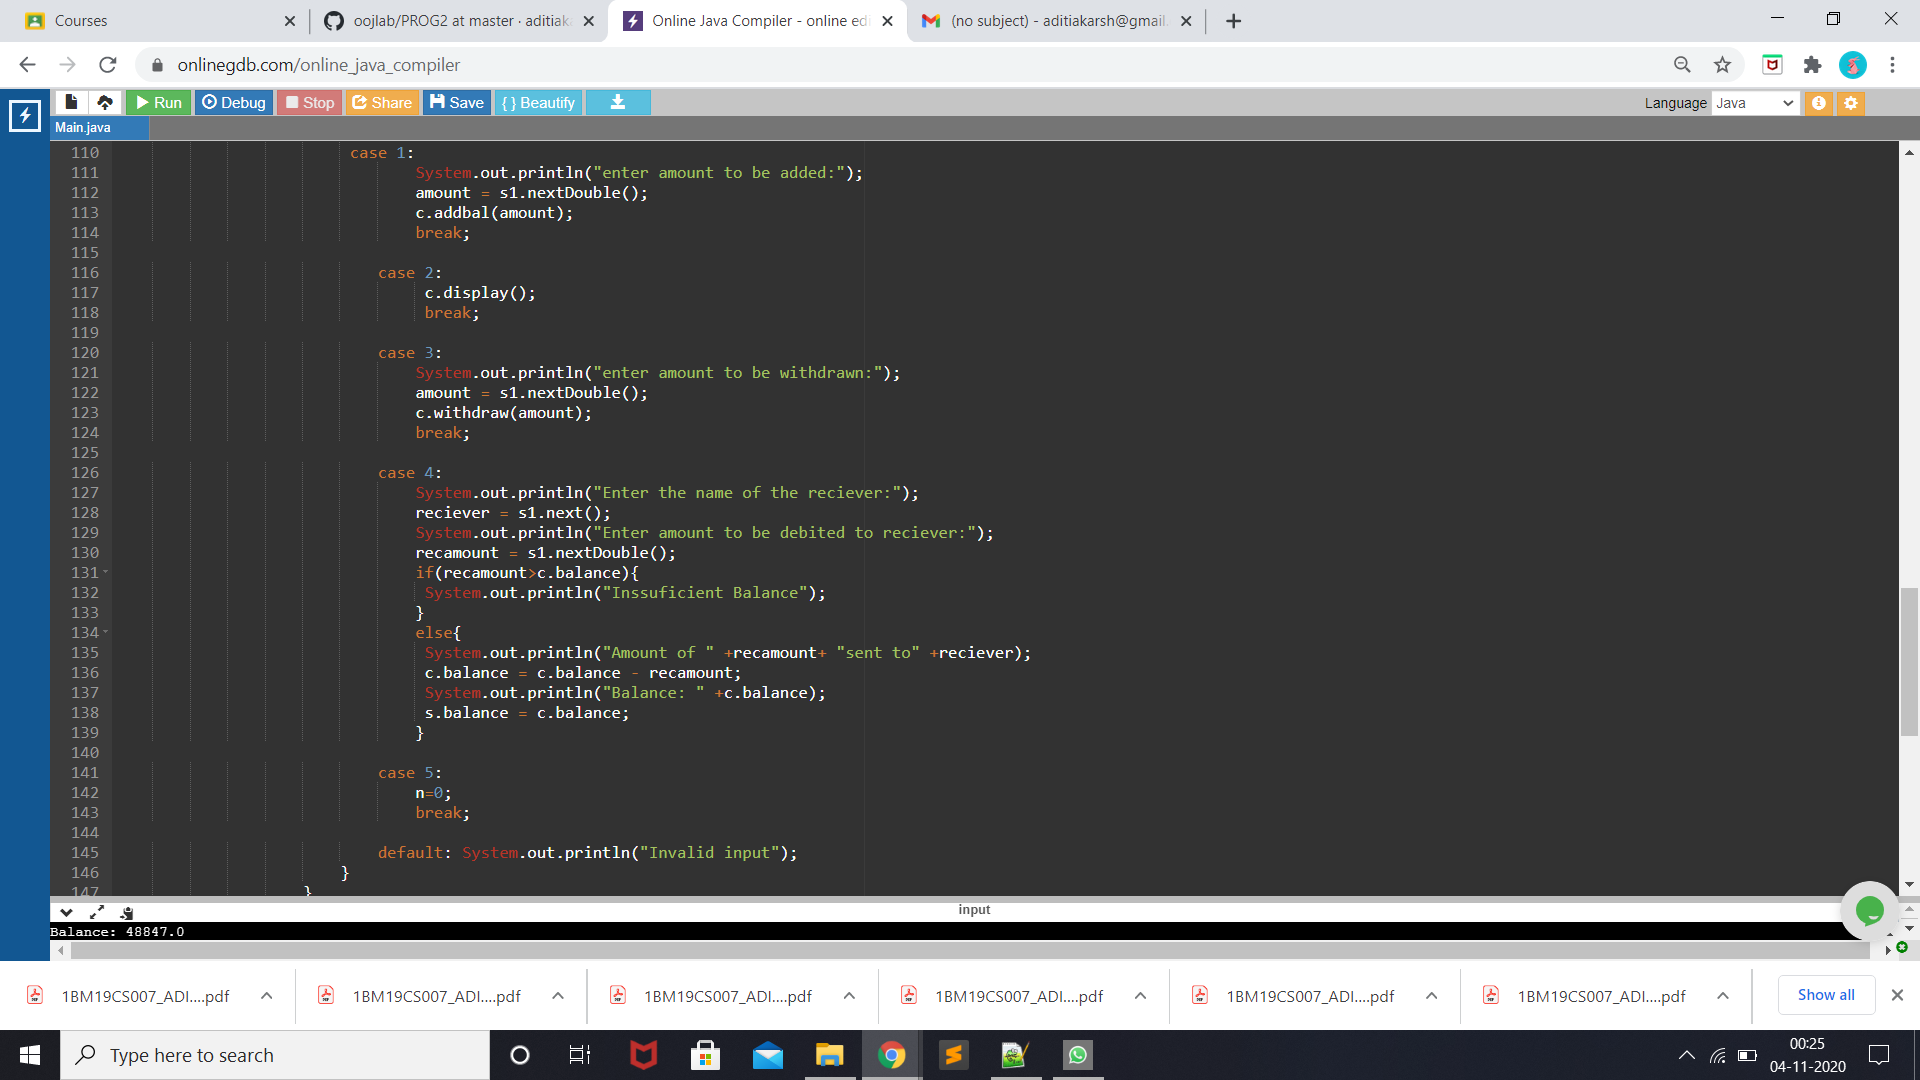 Courses
oojlab/PROG2 at master · aditiaka
Online Java Compiler - online edi
(no subject) - aditiakarsh@gmail.
onlinegdb.com/online_java_compiler
Run Debug Stop Share Save { } Beautify
Language Java
Main.java
110 case 1:
111 System.out.println("enter amount to be added:");
112 amount = s1.nextDouble();
113 c.addbal(amount);
114 break;
115
116 case 2:
117 c.display();
118 break;
119
120 case 3:
121 System.out.println("enter amount to be withdrawn:");
122 amount = s1.nextDouble();
123 c.withdraw(amount);
124 break;
125
126 case 4:
127 System.out.println("Enter the name of the reciever:");
128 reciever = s1.next();
129 System.out.println("Enter amount to be debited to reciever:");
130 recamount = s1.nextDouble();
131 if(recamount>c.balance){
132 System.out.println("Inssuficient Balance");
133 }
134 else{
135 System.out.println("Amount of " +recamount+ "sent to" +reciever);
136 c.balance = c.balance - recamount;
137 System.out.println("Balance: " +c.balance);
138 s.balance = c.balance;
139 }
140
141 case 5:
142 n=0;
143 break;
144
145 default: System.out.println("Invalid input");
146 }
147 }
input
Balance: 48847.0
1BM19CS007_ADI....pdf
1BM19CS007_ADI....pdf
1BM19CS007_ADI....pdf
1BM19CS007_ADI....pdf
1BM19CS007_ADI....pdf
1BM19CS007_ADI....pdf
Show all
Type here to search
00:25
04-11-2020